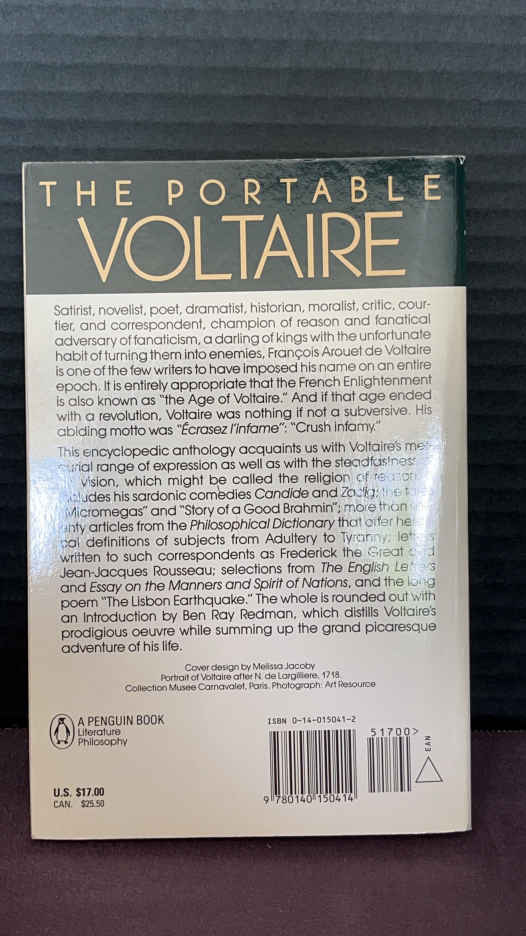 THE PORTABLE
VOLTAIRE
Satirist, novelist, poet, dramatist, historian, moralist, critic, cour-
tier, and correspondent, champion of reason and fanatical
adversary of fanaticism, a darling of kings with the unfortunate
habit of turning them into enemies, François Arouet de Voltaire
is one of the few writers to have imposed his name on an entire
epoch. It is entirely appropriate that the French Enlightenment
is also known as "the Age of Voltaire." And if that age ended
with a revolution, Voltaire was nothing if not a subversive. His
abiding motto was "Écrasez l'infame": "Crush infamy."
This encyclopedic anthology acquaints us with Voltaire's
range of expression as well as with the
vision, which might be called the religion of reason
his sardonic comedies Candide and Zadig; the
"Micromegas" and "Story of a Good Brahmin"; more than
articles from the Philosophical Dictionary that offer
definitions of subjects from Adultery to Tyranny; letters
written to such correspondents as Frederick the Great and
Jean-Jacques Rousseau; selections from The English Letters
and Essay on the Manners and Spirit of Nations, and the long
poem "The Lisbon Earthquake." The whole is rounded out with
an Introduction by Ben Ray Redman, which distills Voltaire's
prodigious oeuvre while summing up the grand picaresque
adventure of his life.
Cover design by Melissa Jacoby
Portrait of Voltaire after N. de Largilliere, 1718.
Collection Musee Carnavalet, Paris. Photograph: Art Resource
A PENGUIN BOOK
Literature
Philosophy
ISBN 0-14-015041-2
51700>
EAN
9 780140 150414
U.S. $17.00
CAN. $25.50